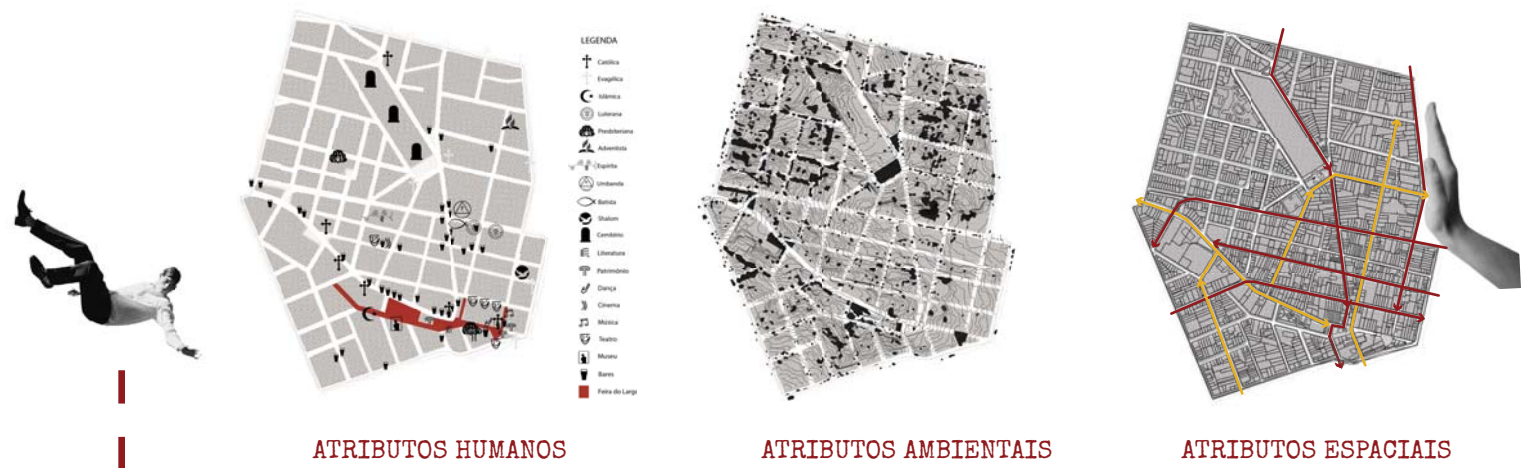 LEGENDA
Católica
Evagélica
Islâmica
Luterana
Presbiteriana
Adventista
Espírita
Umbanda
Batista
Shalom
Cemitério
Literatura
Patrimônio
Dança
Cinema
Música
Teatro
Museu
Bares
Feira do Largo
ATRIBUTOS HUMANOS
ATRIBUTOS AMBIENTAIS
ATRIBUTOS ESPACIAIS